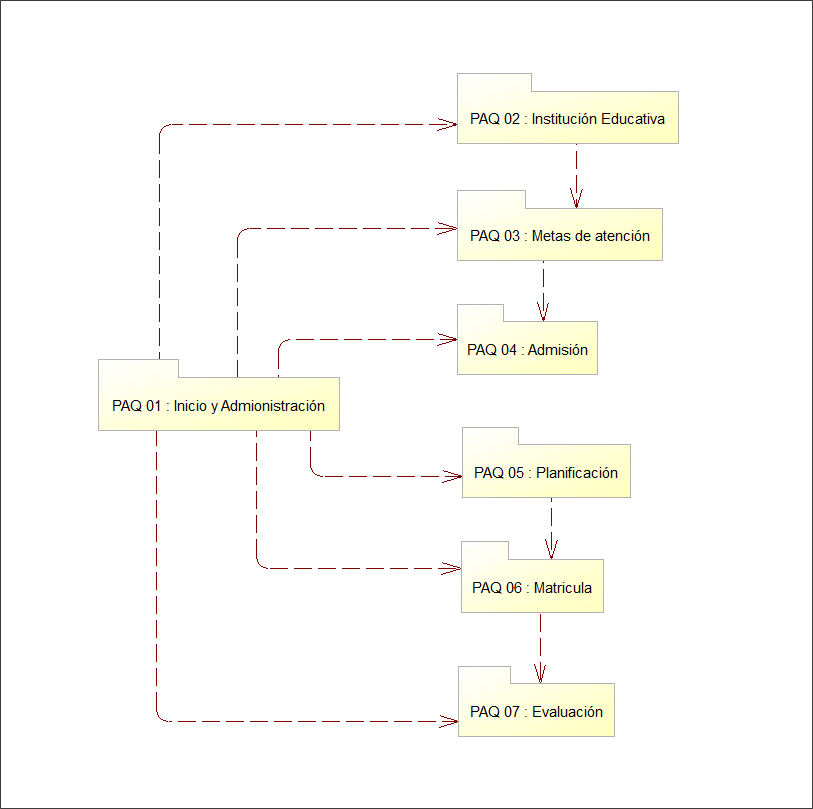 PAQ 02 : Institución Educativa
PAQ 03 : Metas de atención
PAQ 04 : Admisión
PAQ 01 : Inicio y Admionistración
PAQ 05 : Planificación
PAQ 06 : Matricula
PAQ 07 : Evaluación